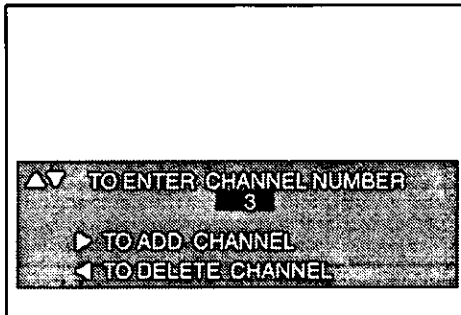 △▽ TO ENTER CHANNEL NUMBER
3
▶ TO ADD CHANNEL
◀ TO DELETE CHANNEL